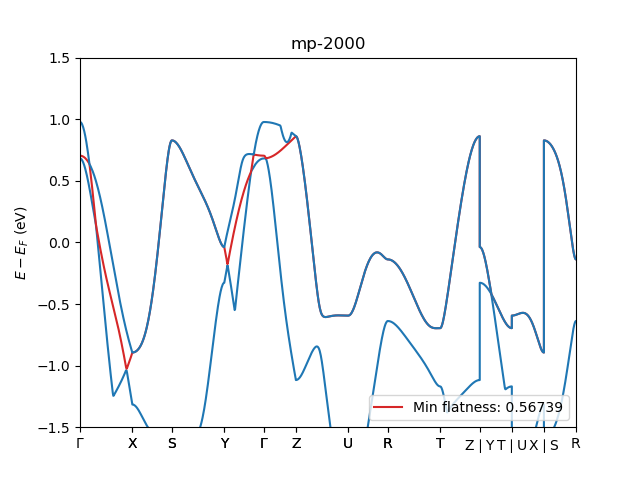 mp-2000
E − E_F (eV)
1.5
1.0
0.5
0.0
−0.5
−1.0
−1.5
Min flatness: 0.56739
Γ X S Y Γ Z U R T Z | Y T | U X | S R